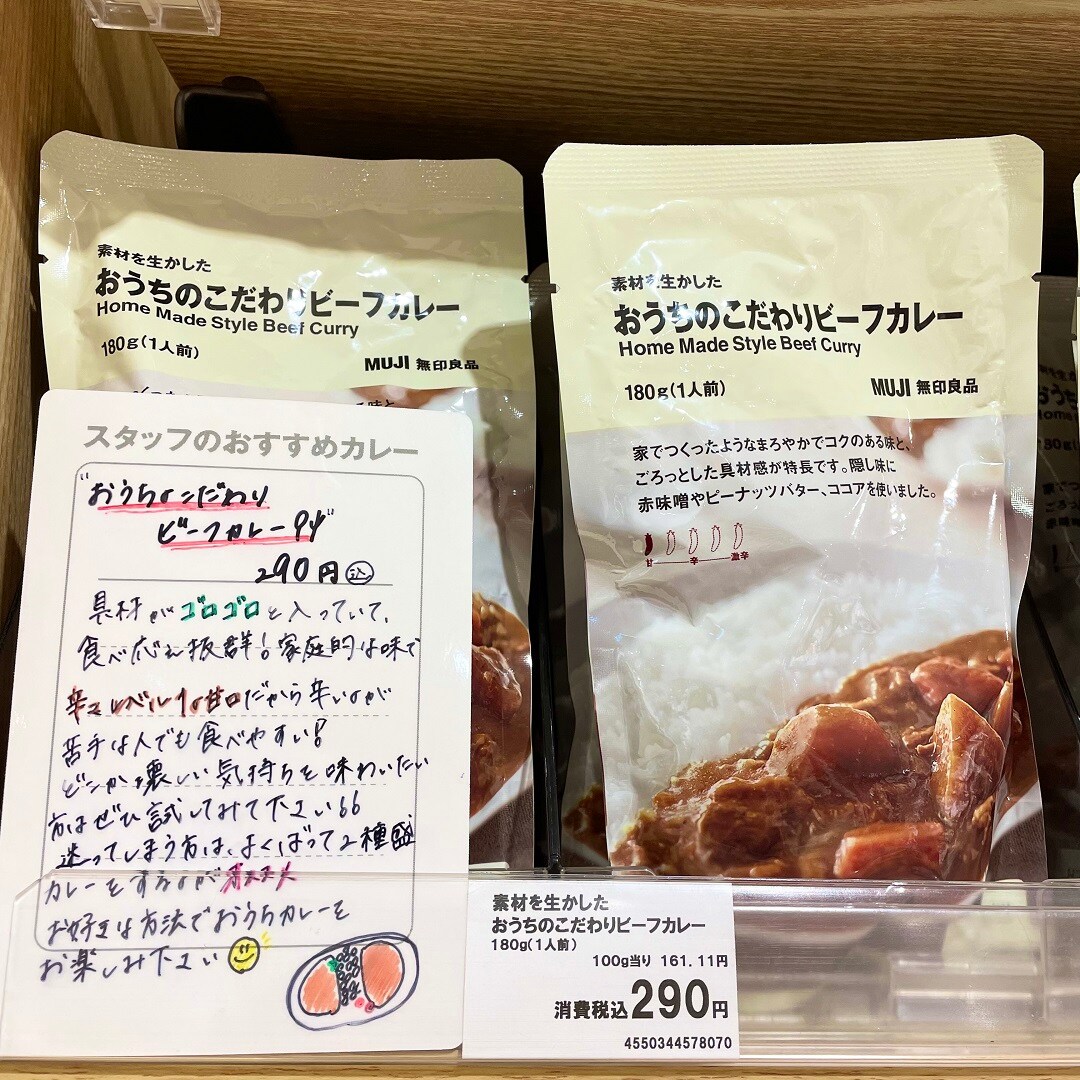 素材を生かした
おうちのこだわりビーフカレー
Home Made Style Beef Curry
180g(1人前)
MUJI 無印良品
素材を生かした
おうちのこだわりビーフカレー
Home Made Style Beef Curry
180g(1人前)
MUJI 無印良品
家でつくったようなまろやかでコクのある味と、
ごろっとした具材感が特長です。隠し味に
赤味噌やピーナッツバター、ココアを使いました。
甘 辛 激辛
スタッフのおすすめカレー
"おうちのこだわり
ビーフカレー
290円込
具材がゴロゴロと入っていて、
食べ応え抜群!家庭的な味で
辛さレベル1の甘口だから辛いのが
苦手な人でも食べやすい!
どこか懐しい気持ちを味わいたい
方はぜひ試してみて下さい
迷ってしまう方は、よくばって2種盛
カレーをするのが
お好きな方法でおうちカレーを
お楽しみ下さい
素材を生かした
おうちのこだわりビーフカレー
180g(1人前)
100g当り 161.11円
消費税込290円
4550344578070